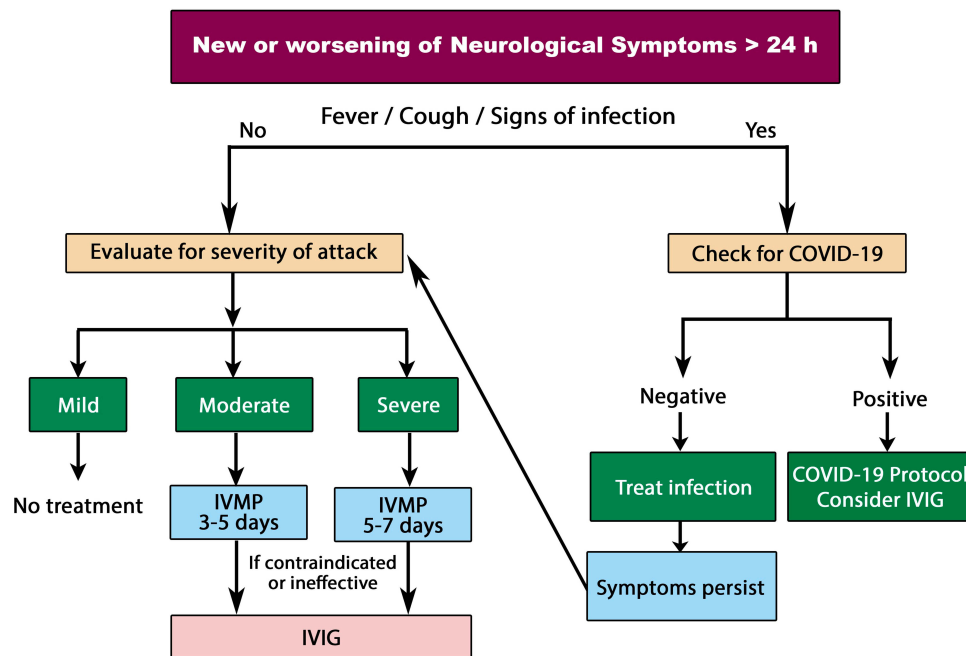 New or worsening of Neurological Symptoms > 24 h
Fever / Cough / Signs of infection
No
Yes
Evaluate for severity of attack
Check for COVID-19
Mild
Moderate
Severe
Negative
Positive
No treatment
IVMP
3-5 days
IVMP
5-7 days
Treat infection
COVID-19 Protocol
Consider IVIG
If contraindicated
or ineffective
Symptoms persist
IVIG